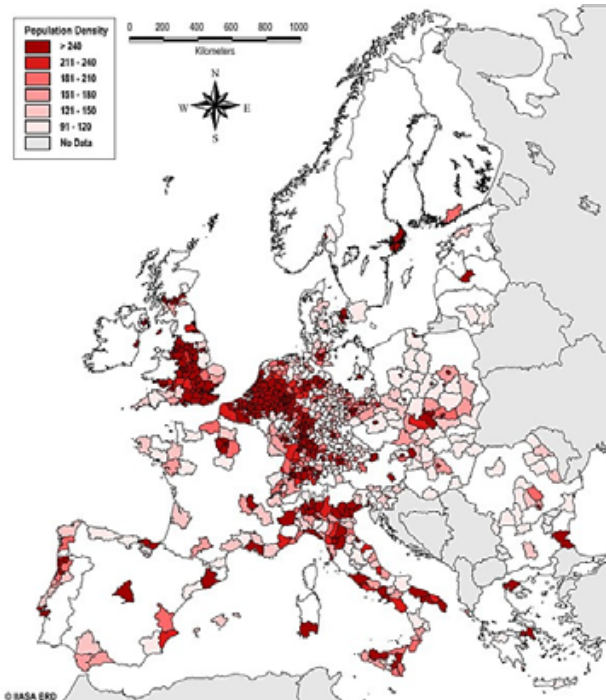 Population Density
> 240
211 - 240
181 - 210
151 - 180
121 - 150
91 - 120
No Data
0 200 400 600 800 1000
Kilometers
N
W E
S
© IIASA ERD